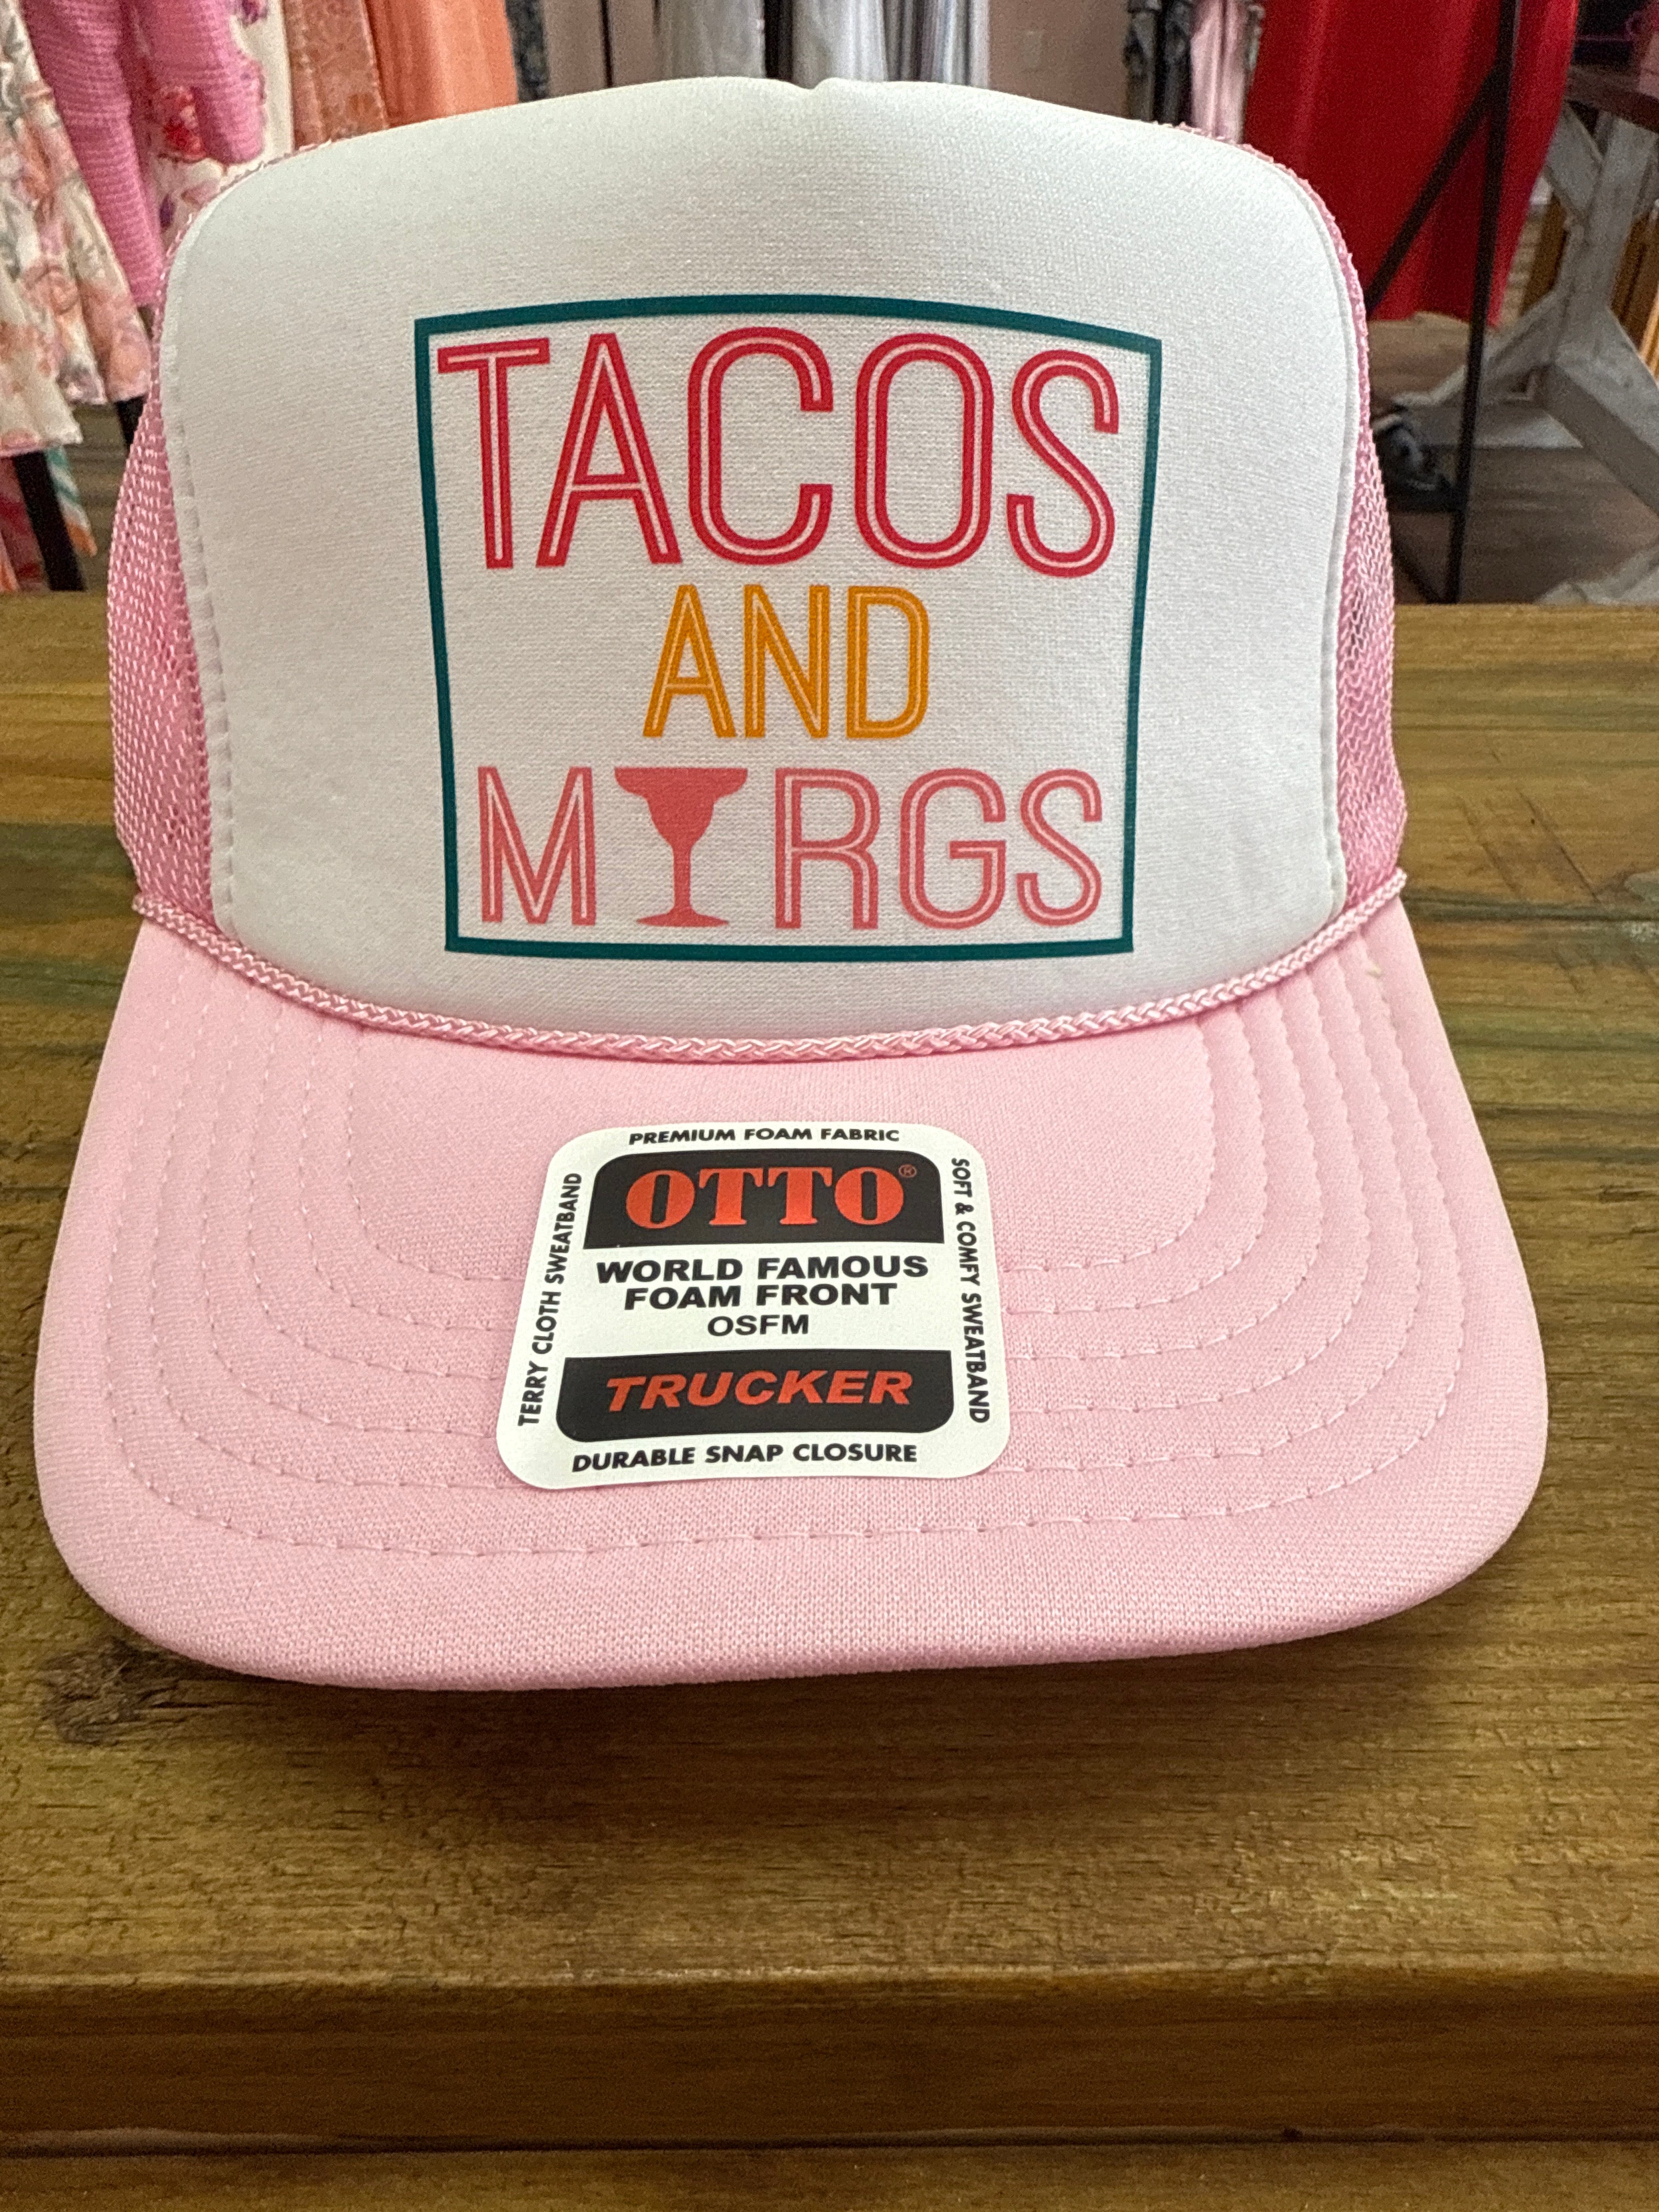 TACOS
AND
M RGS
PREMIUM FOAM FABRIC
OTTO®
WORLD FAMOUS
FOAM FRONT
OSFM
TRUCKER
DURABLE SNAP CLOSURE
TERRY CLOTH SWEATBAND
SOFT & COMFY SWEATBAND